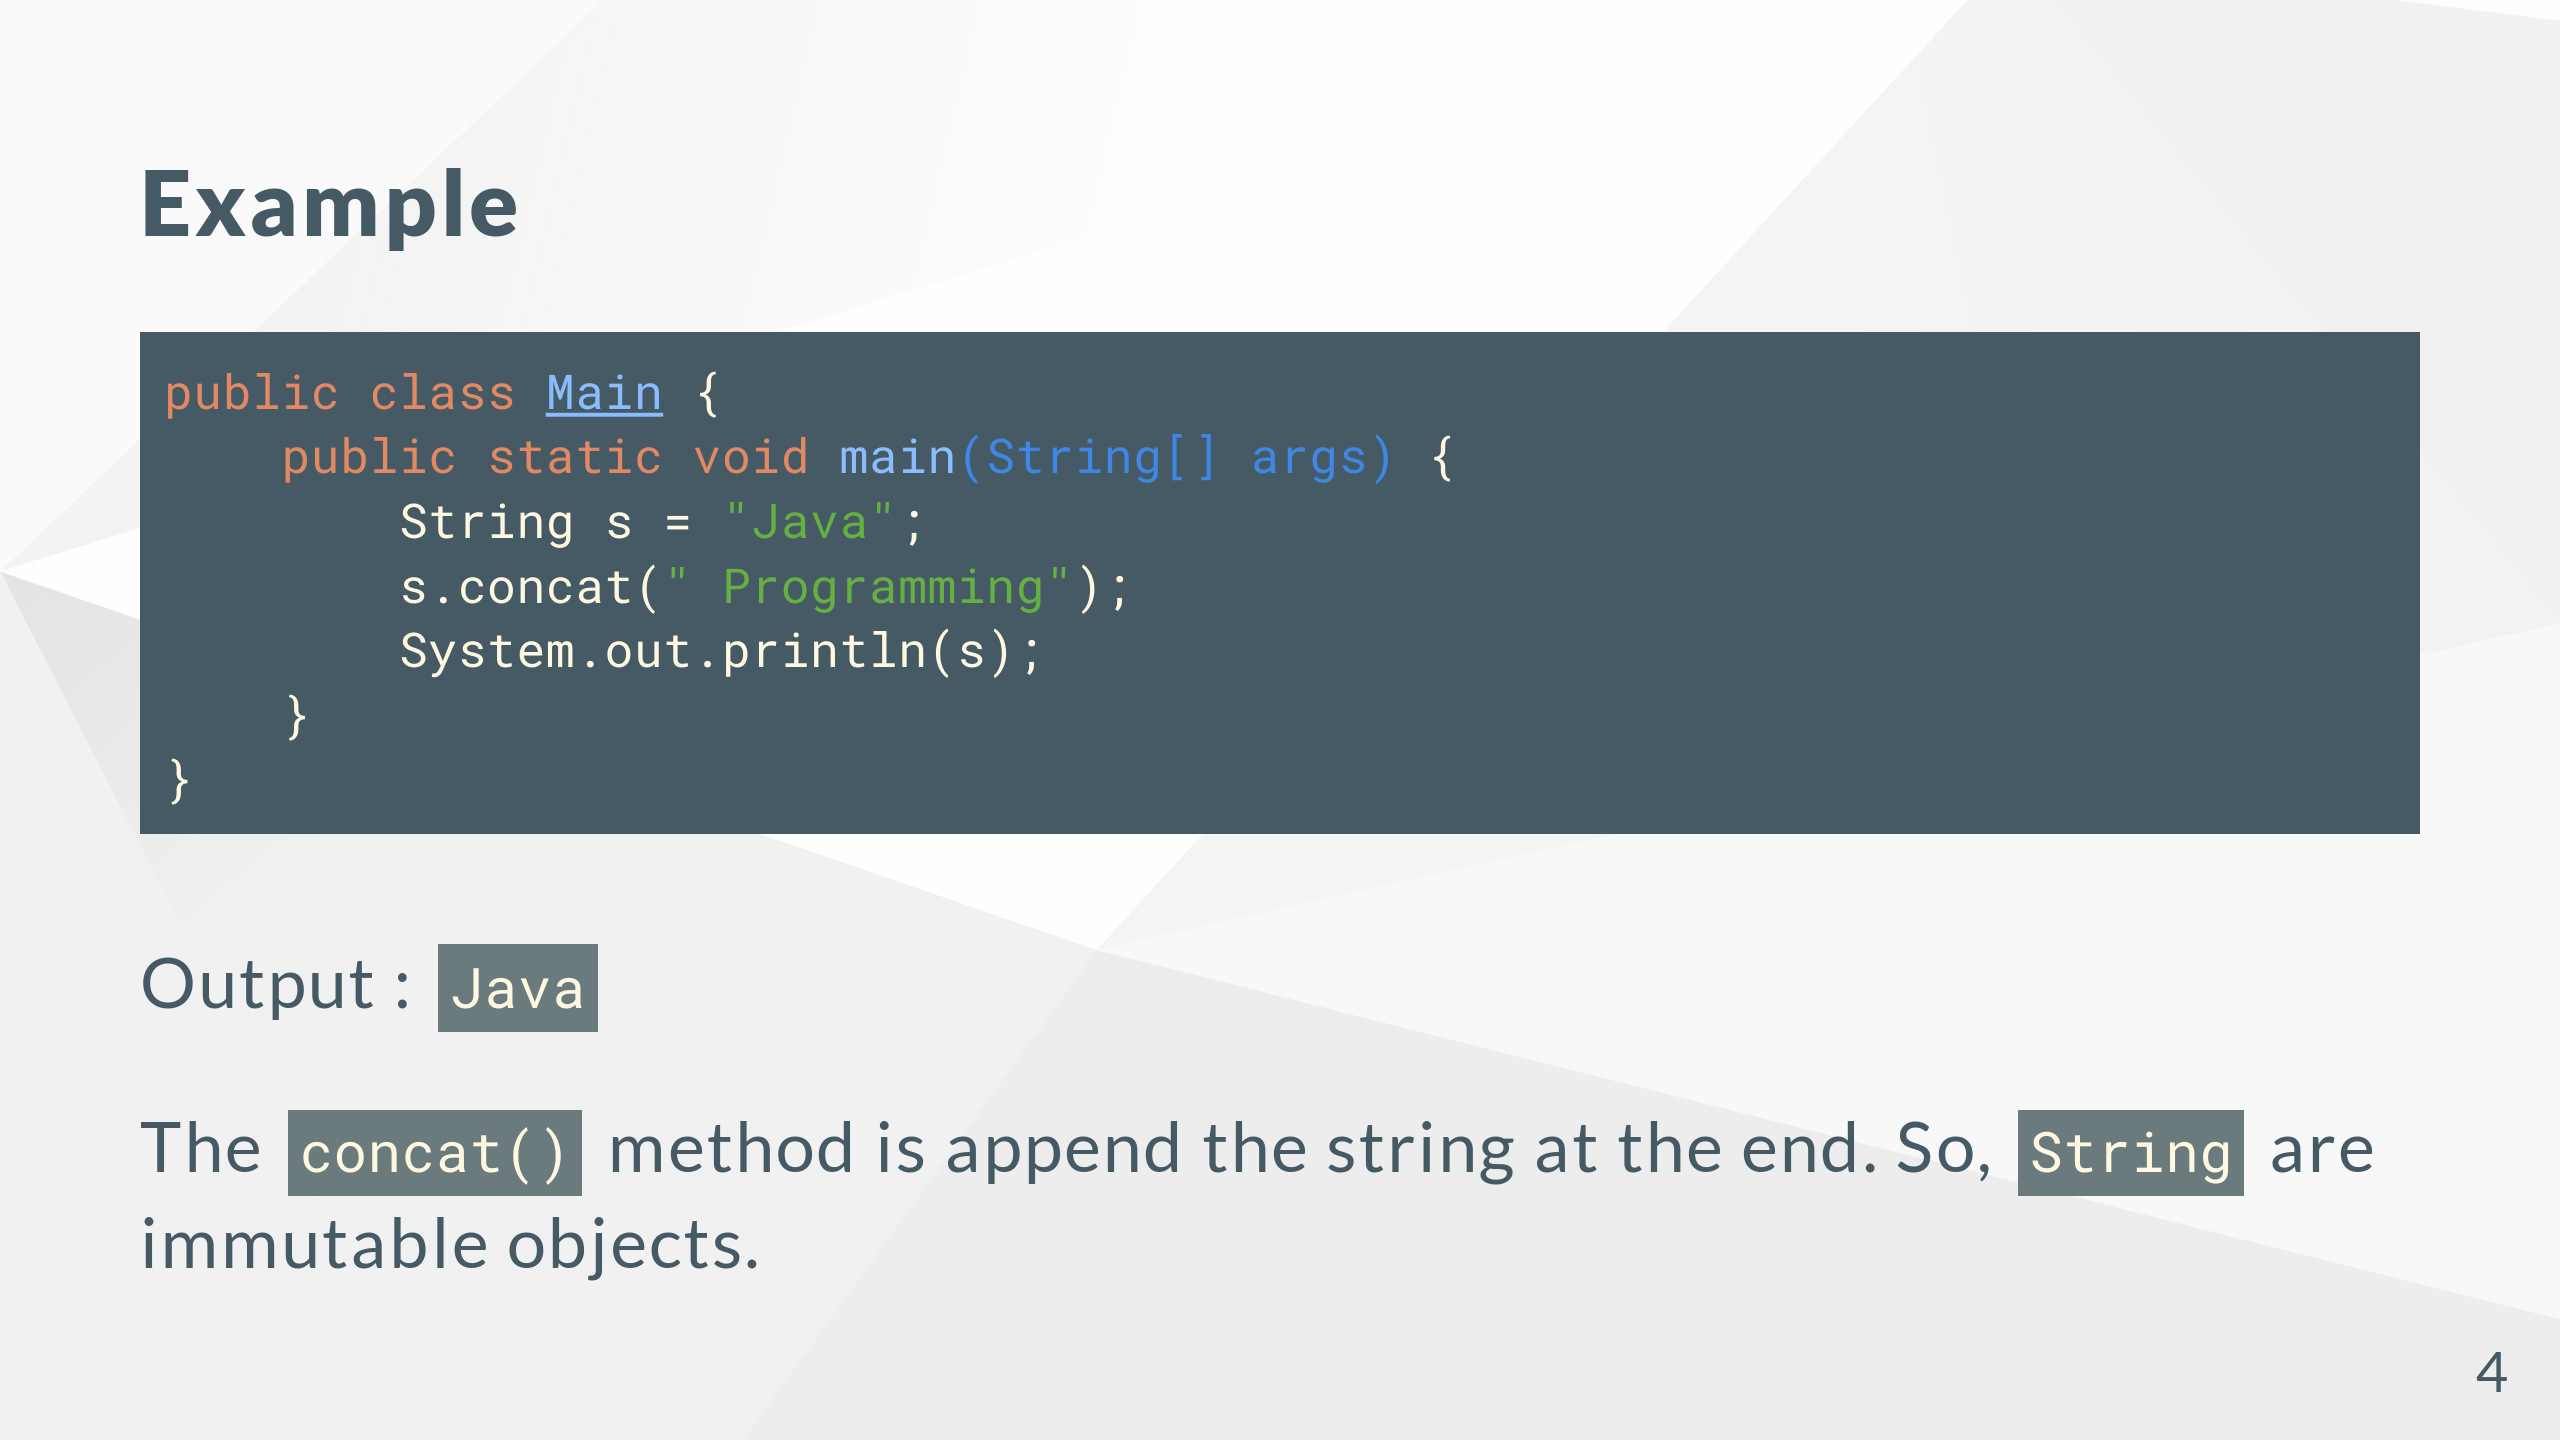 Example
public class Main {
    public static void main(String[] args) {
        String s = "Java";
        s.concat(" Programming");
        System.out.println(s);
    }
}
Output : Java
The concat() method is append the string at the end. So, String are
immutable objects.
4